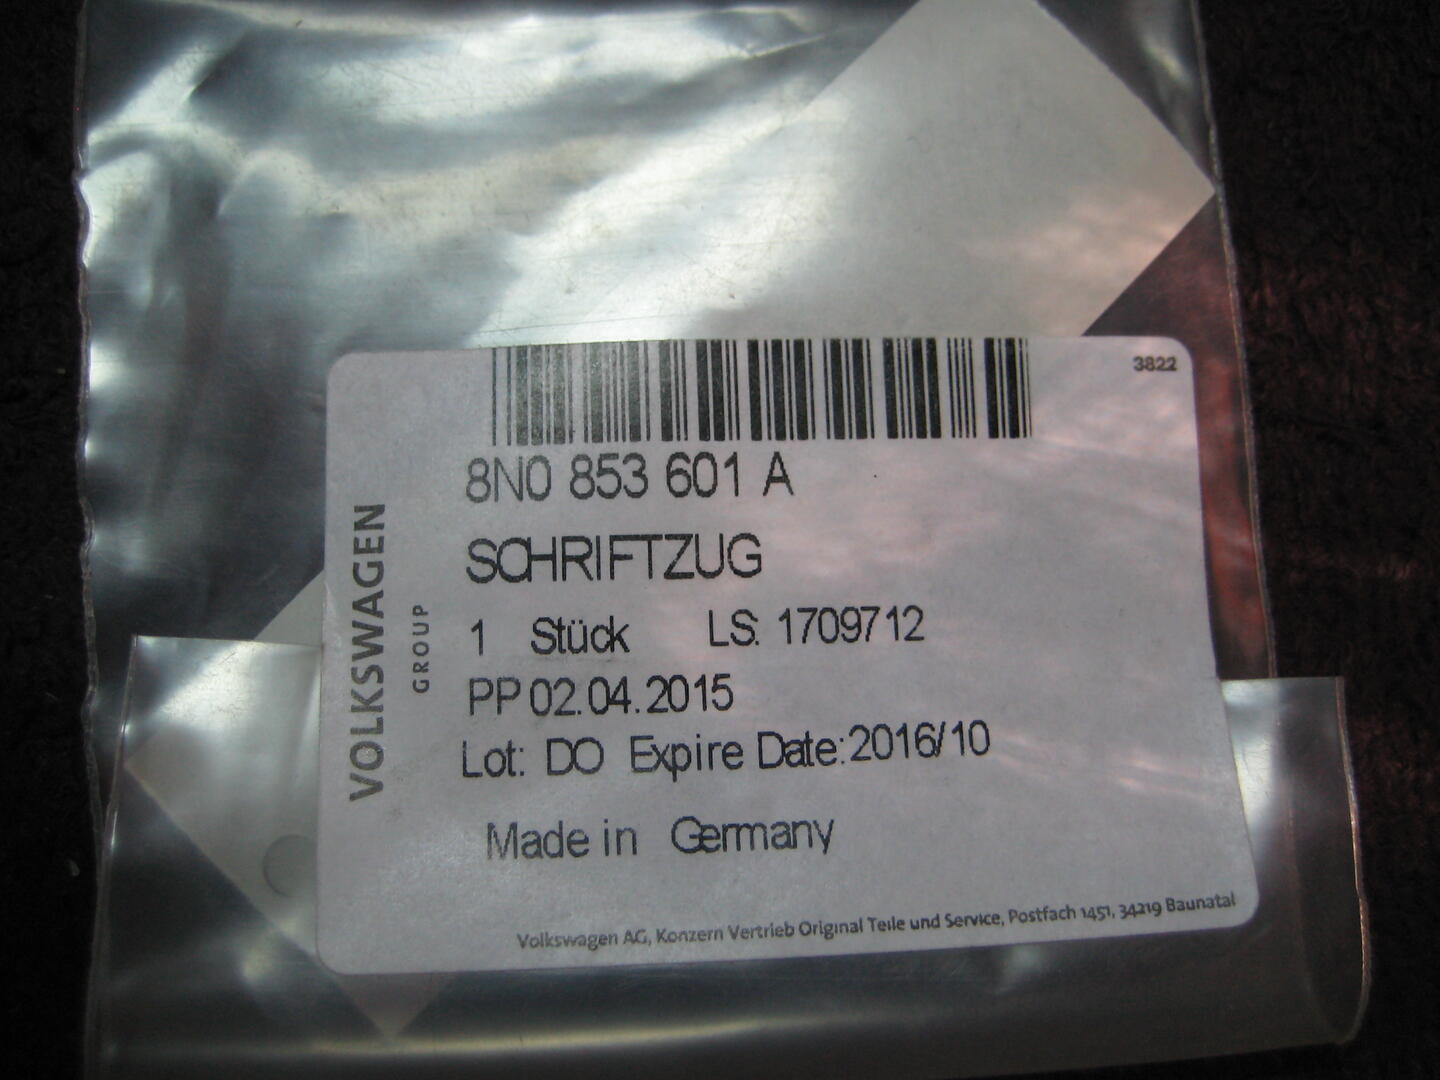 3822
8N0 853 601 A
SCHRIFTZUG
1 Stück LS. 1709712
PP 02.04.2015
Lot: DO Expire Date:2016/10
Made in Germany
VOLKSWAGEN
GROUP
Volkswagen AG, Konzern Vertrieb Original Teile und Service, Postfach 1451, 34219 Baunatal